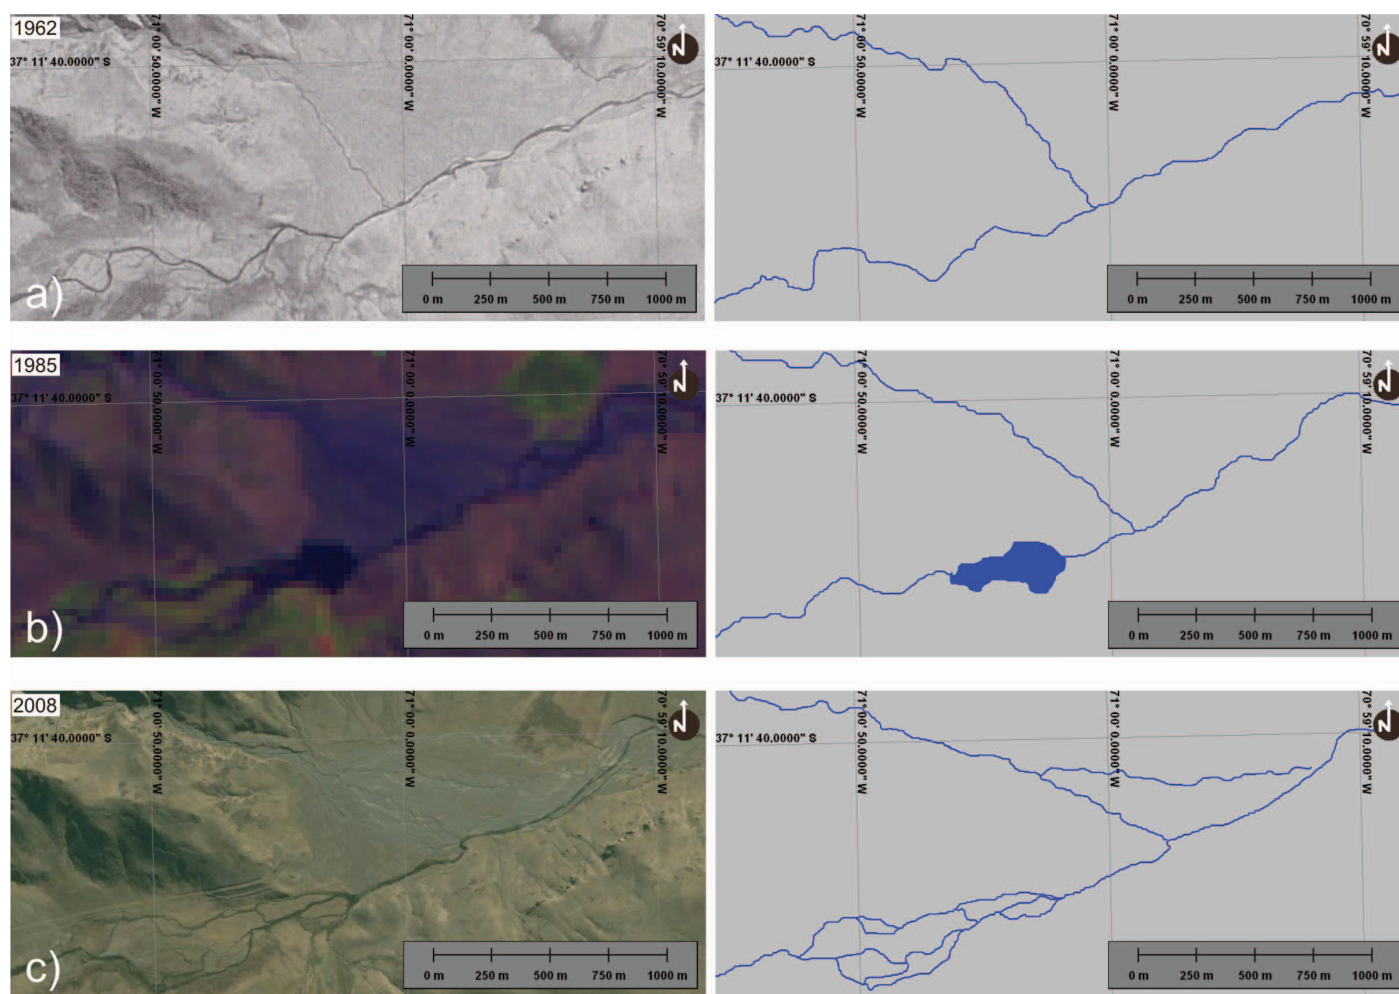 1962
71° 00' 50.0000" W
71° 00' 0.0000" W
70° 59' 10.0000" W
N
37° 11' 40.0000" S
a)
0 m 250 m 500 m 750 m 1000 m
71° 00' 50.0000" W
71° 00' 0.0000" W
70° 59' 10.0000" W
N
37° 11' 40.0000" S
0 m 250 m 500 m 750 m 1000 m
1985
71° 00' 50.0000" W
71° 00' 0.0000" W
70° 59' 10.0000" W
N
37° 11' 40.0000" S
b)
0 m 250 m 500 m 750 m 1000 m
71° 00' 50.0000" W
71° 00' 0.0000" W
70° 59' 10.0000" W
N
37° 11' 40.0000" S
0 m 250 m 500 m 750 m 1000 m
2008
71° 00' 50.0000" W
71° 00' 0.0000" W
70° 59' 10.0000" W
N
37° 11' 40.0000" S
c)
0 m 250 m 500 m 750 m 1000 m
71° 00' 50.0000" W
71° 00' 0.0000" W
70° 59' 10.0000" W
N
37° 11' 40.0000" S
0 m 250 m 500 m 750 m 1000 m